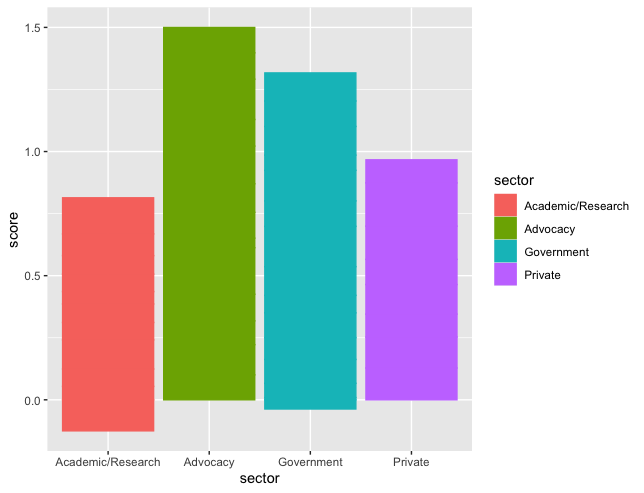 1.5
1.0
0.5
0.0
score
Academic/Research
Advocacy
Government
Private
sector
sector
Academic/Research
Advocacy
Government
Private